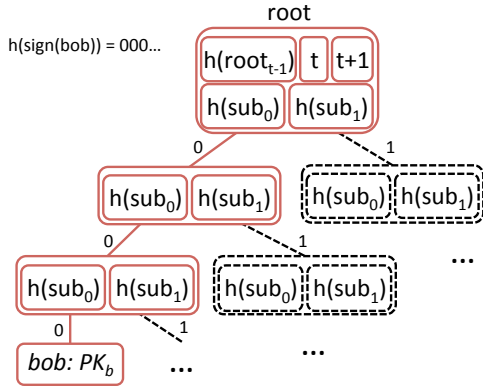 root
h(sign(bob)) = 000...
h(root_{t-1}) t t+1
h(sub_0) h(sub_1)
0 1
h(sub_0) h(sub_1) h(sub_0) h(sub_1)
0 1 ...
h(sub_0) h(sub_1) h(sub_0) h(sub_1)
0 1
bob: PK_b ... ...